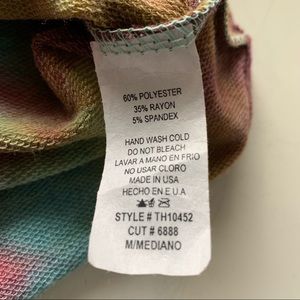 60% POLYESTER
35% RAYON
5% SPANDEX
HAND WASH COLD
DO NOT BLEACH
LAVAR A MANO EN FRIO
NO USAR CLORO
MADE IN USA
HECHO EN E.U.A
STYLE # TH10452
CUT # 6888
M/MEDIANO